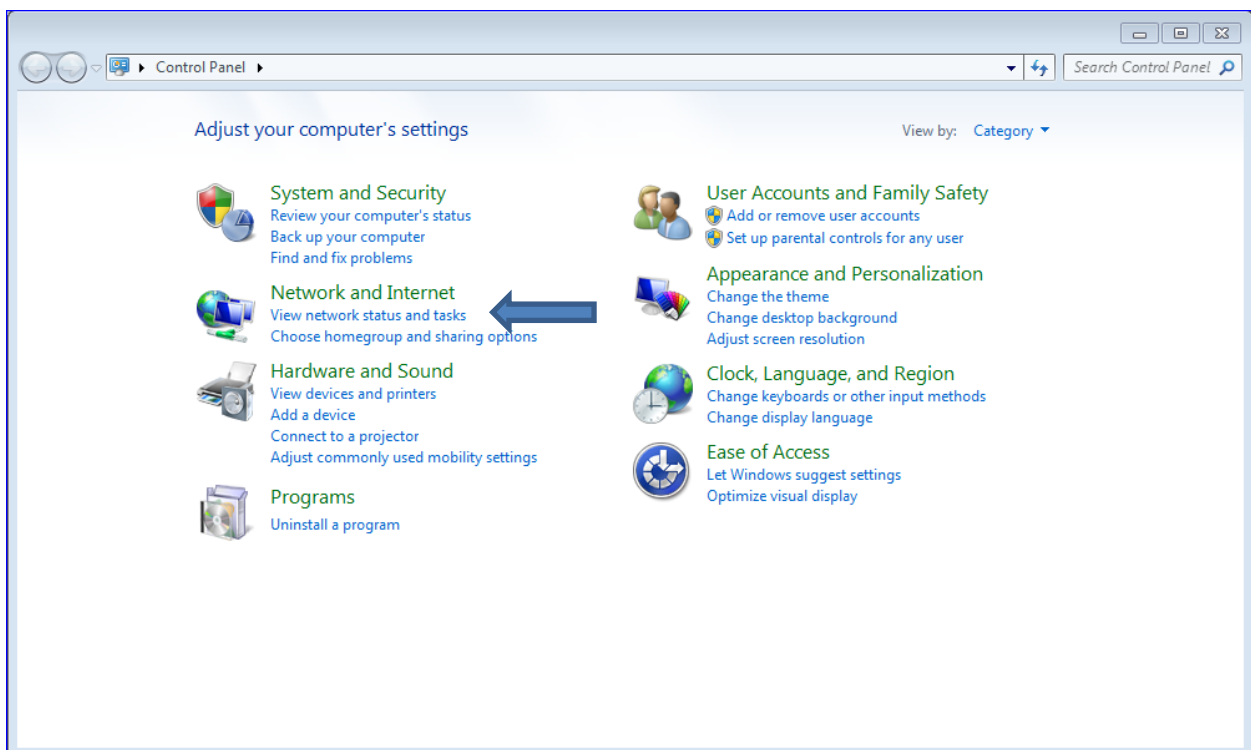 Control Panel
Search Control Panel
Adjust your computer's settings
View by: Category
System and Security
Review your computer's status
Back up your computer
Find and fix problems
Network and Internet
View network status and tasks
Choose homegroup and sharing options
Hardware and Sound
View devices and printers
Add a device
Connect to a projector
Adjust commonly used mobility settings
Programs
Uninstall a program
User Accounts and Family Safety
Add or remove user accounts
Set up parental controls for any user
Appearance and Personalization
Change the theme
Change desktop background
Adjust screen resolution
Clock, Language, and Region
Change keyboards or other input methods
Change display language
Ease of Access
Let Windows suggest settings
Optimize visual display